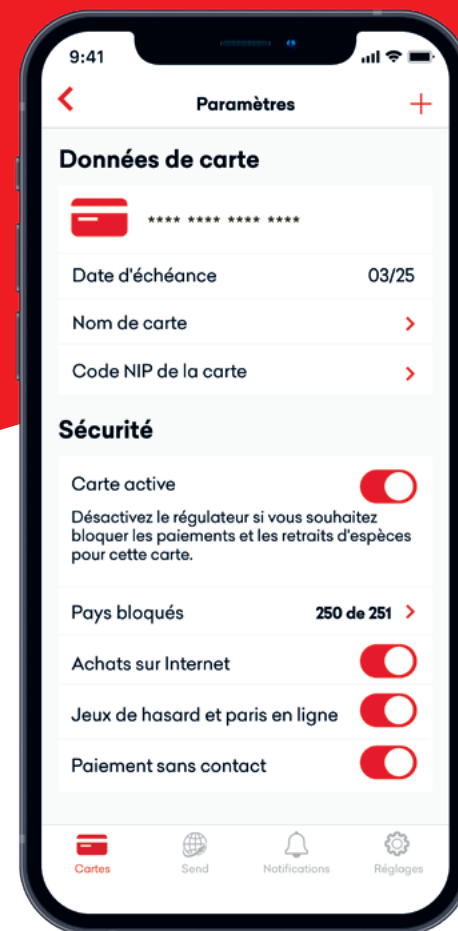 9:41
Paramètres
Données de carte
**** **** **** ****
Date d'échéance 03/25
Nom de carte
Code NIP de la carte
Sécurité
Carte active
Désactivez le régulateur si vous souhaitez
bloquer les paiements et les retraits d'espèces
pour cette carte.
Pays bloqués 250 de 251
Achats sur Internet
Jeux de hasard et paris en ligne
Paiement sans contact
Cartes Send Notifications Réglages